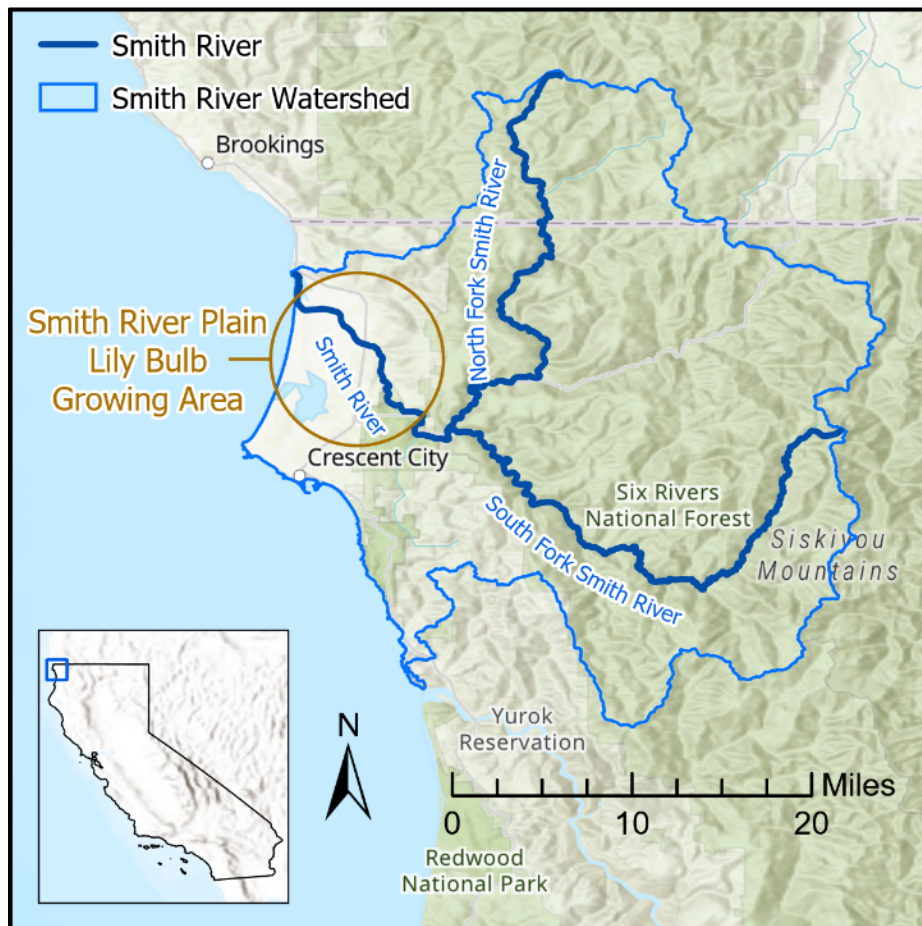 Smith River
Smith River Watershed
Brookings
North Fork Smith River
Smith River Plain
Lily Bulb
Growing Area
Smith River
Crescent City
Six Rivers
National Forest
Siskiyou
Mountains
South Fork Smith River
Yurok
Reservation
N
Miles
0 10 20
Redwood
National Park